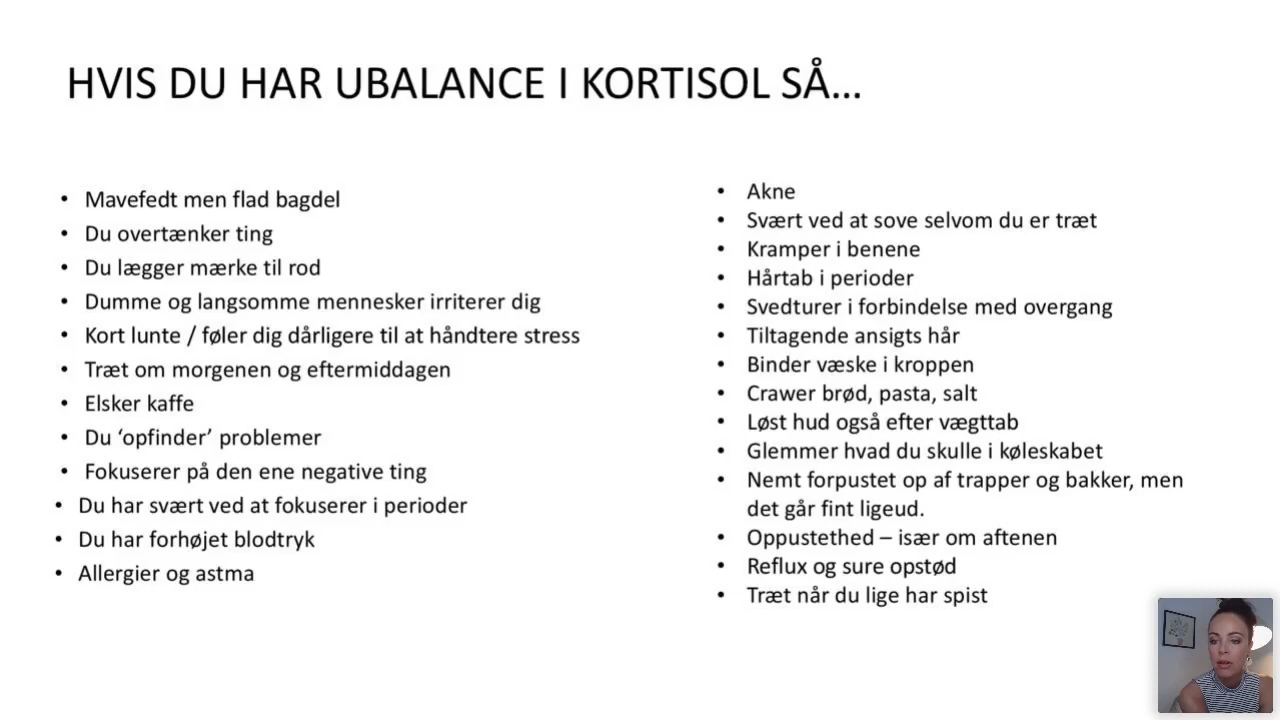 HVIS DU HAR UBALANCE I KORTISOL SÅ...
• Mavefedt men flad bagdel
• Du overtænker ting
• Du lægger mærke til rod
• Dumme og langsomme mennesker irriterer dig
• Kort lunte / føler dig dårligere til at håndtere stress
• Træt om morgenen og eftermiddagen
• Elsker kaffe
• Du ‘opfinder’ problemer
• Fokuserer på den ene negative ting
• Du har svært ved at fokuserer i perioder
• Du har forhøjet blodtryk
• Allergier og astma
• Akne
• Svært ved at sove selvom du er træt
• Kramper i benene
• Hårtab i perioder
• Svedturer i forbindelse med overgang
• Tiltagende ansigts hår
• Binder væske i kroppen
• Crawer brød, pasta, salt
• Løst hud også efter vægttab
• Glemmer hvad du skulle i køleskabet
• Nemt forpustet op af trapper og bakker, men
det går fint ligeud.
• Oppustethed – især om aftenen
• Reflux og sure opstød
• Træt når du lige har spist